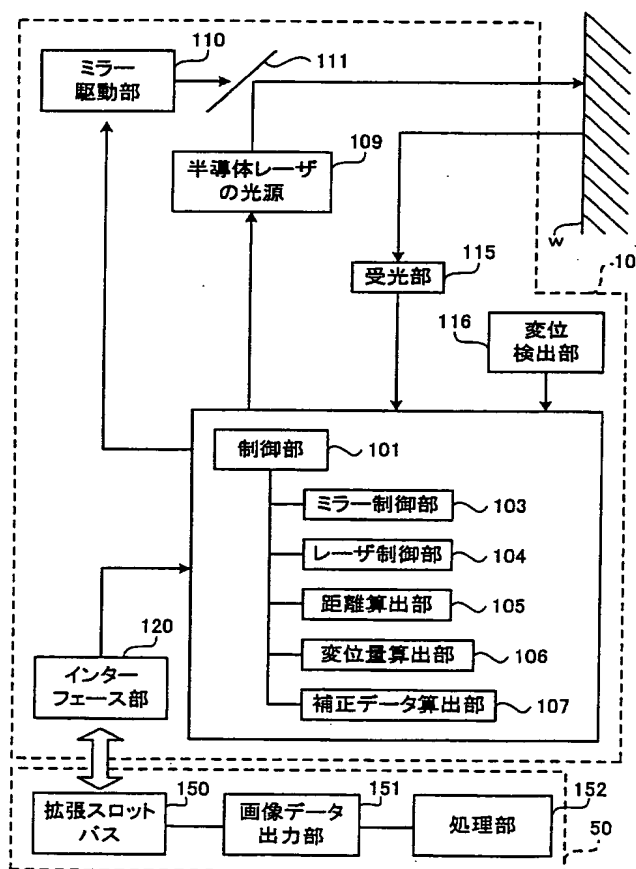 110
ミラー
駆動部
111
半導体レーザ
の光源
109
W
10
受光部
115
116
変位
検出部
制御部
101
ミラー制御部
103
レーザ制御部
104
距離算出部
105
変位量算出部
106
補正データ算出部
107
120
インター
フェース部
150
拡張スロット
バス
151
画像データ
出力部
152
処理部
50